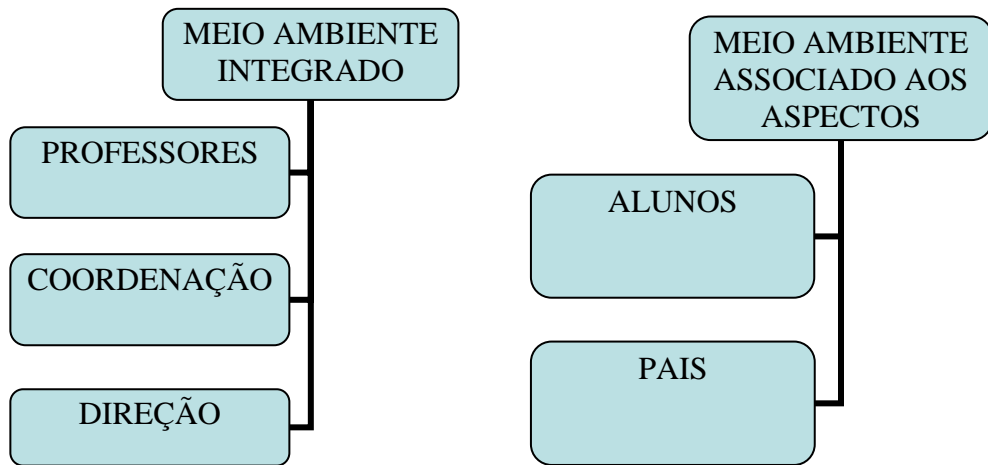 MEIO AMBIENTE
INTEGRADO
PROFESSORES
COORDENAÇÃO
DIREÇÃO
MEIO AMBIENTE
ASSOCIADO AOS
ASPECTOS
ALUNOS
PAIS